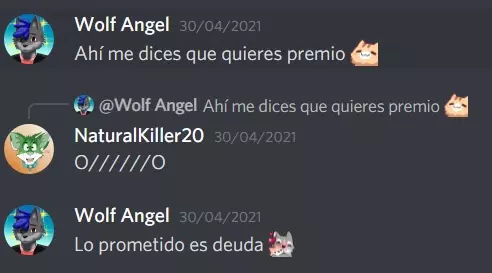 Wolf Angel 30/04/2021
Ahí me dices que quieres premio
@Wolf Angel Ahí me dices que quieres premio
NaturalKiller20 30/04/2021
O//////O
Wolf Angel 30/04/2021
Lo prometido es deuda